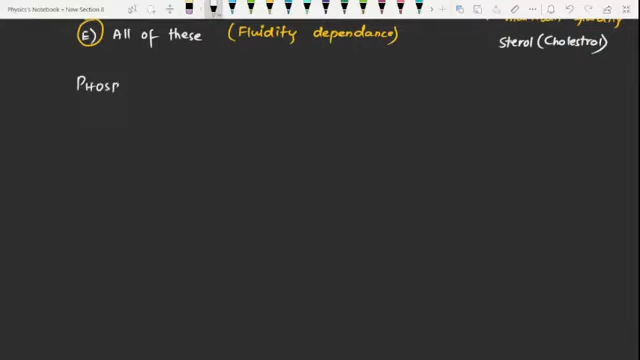 Physics's Notebook » New Section 8
E) All of these (Fluidity dependance)
Sterol (Cholestrol)
PHOSP